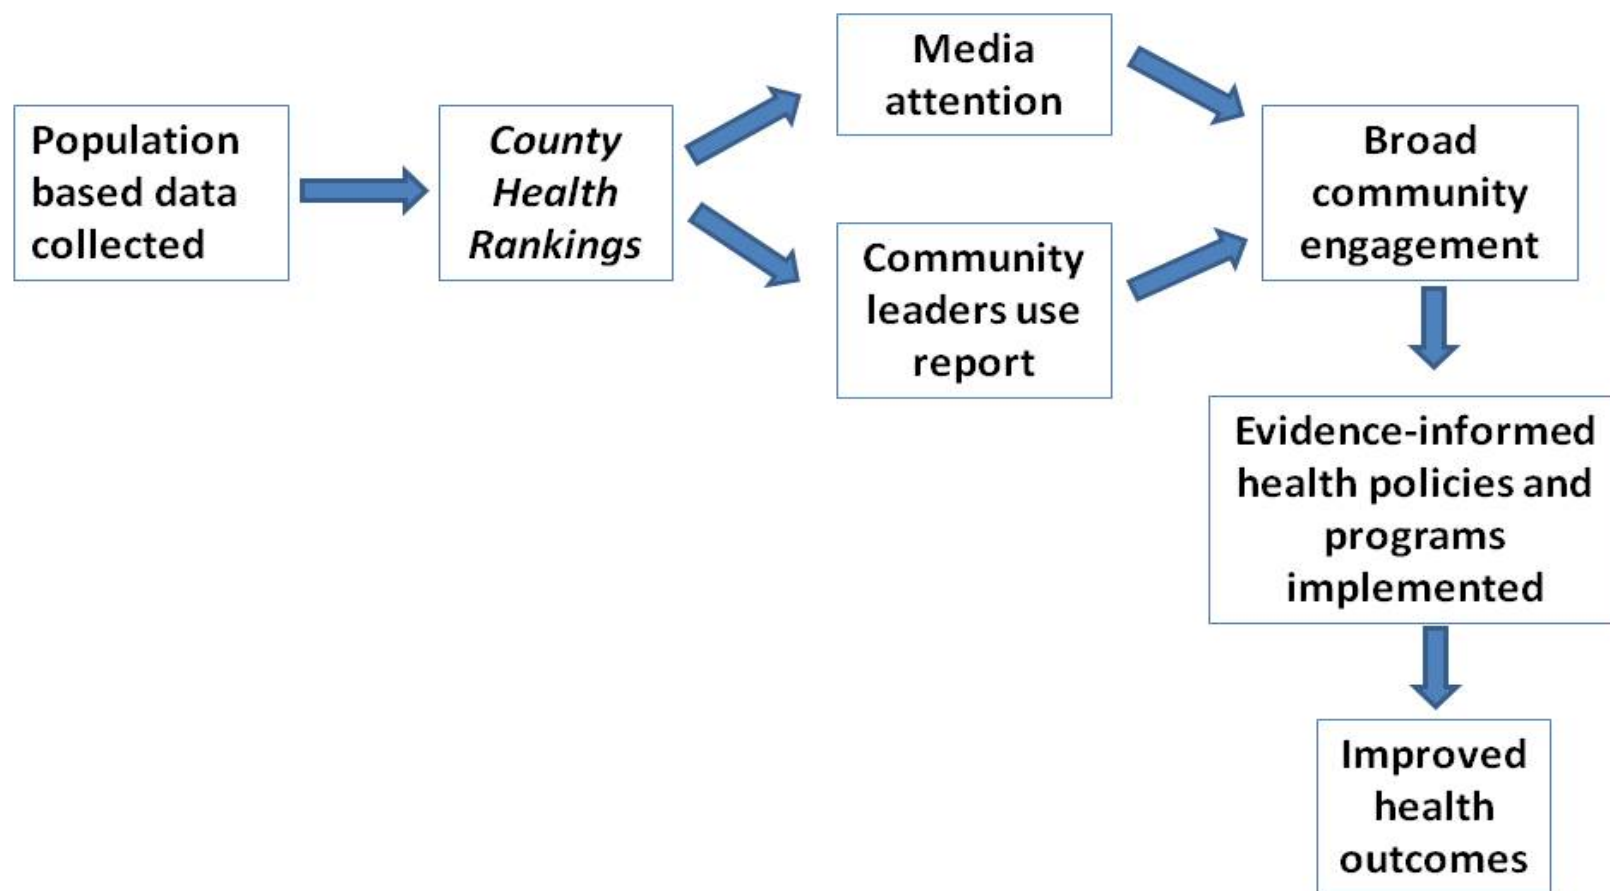 Population
based data
collected
County
Health
Rankings
Media
attention
Community
leaders use
report
Broad
community
engagement
Evidence-informed
health policies and
programs
implemented
Improved
health
outcomes